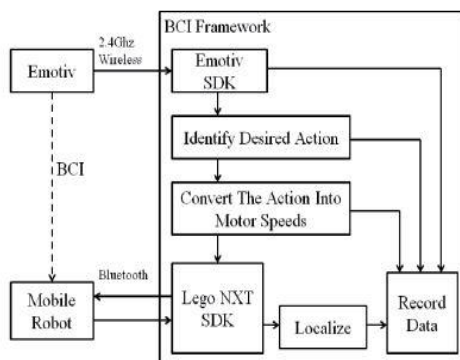 BCI Framework
2.4Ghz
Wireless
Emotiv
Emotiv
SDK
Identify Desired Action
BCI
Convert The Action Into
Motor Speeds
Bluetooth
Mobile
Robot
Lego NXT
SDK
Localize
Record
Data